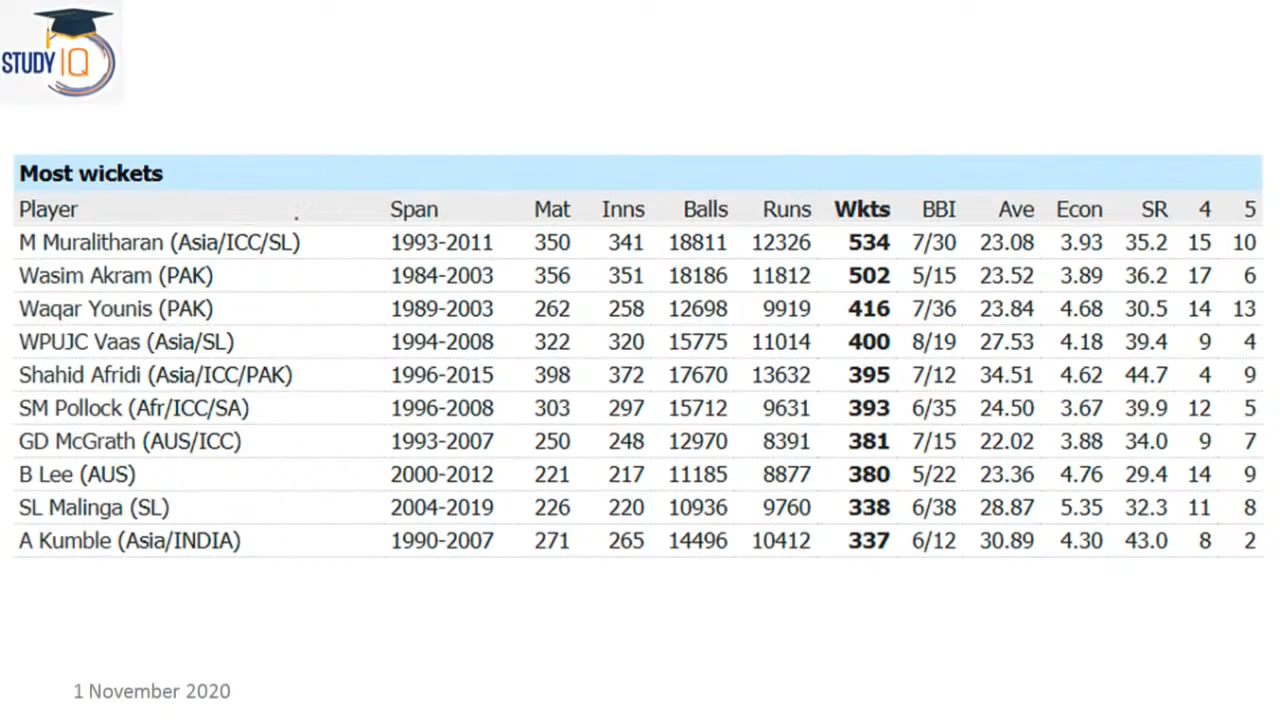 STUDY IQ
Most wickets
Player Span Mat Inns Balls Runs Wkts BBI Ave Econ SR 4 5
M Muralitharan (Asia/ICC/SL) 1993-2011 350 341 18811 12326 534 7/30 23.08 3.93 35.2 15 10
Wasim Akram (PAK) 1984-2003 356 351 18186 11812 502 5/15 23.52 3.89 36.2 17 6
Waqar Younis (PAK) 1989-2003 262 258 12698 9919 416 7/36 23.84 4.68 30.5 14 13
WPUJC Vaas (Asia/SL) 1994-2008 322 320 15775 11014 400 8/19 27.53 4.18 39.4 9 4
Shahid Afridi (Asia/ICC/PAK) 1996-2015 398 372 17670 13632 395 7/12 34.51 4.62 44.7 4 9
SM Pollock (Afr/ICC/SA) 1996-2008 303 297 15712 9631 393 6/35 24.50 3.67 39.9 12 5
GD McGrath (AUS/ICC) 1993-2007 250 248 12970 8391 381 7/15 22.02 3.88 34.0 9 7
B Lee (AUS) 2000-2012 221 217 11185 8877 380 5/22 23.36 4.76 29.4 14 9
SL Malinga (SL) 2004-2019 226 220 10936 9760 338 6/38 28.87 5.35 32.3 11 8
A Kumble (Asia/INDIA) 1990-2007 271 265 14496 10412 337 6/12 30.89 4.30 43.0 8 2
1 November 2020